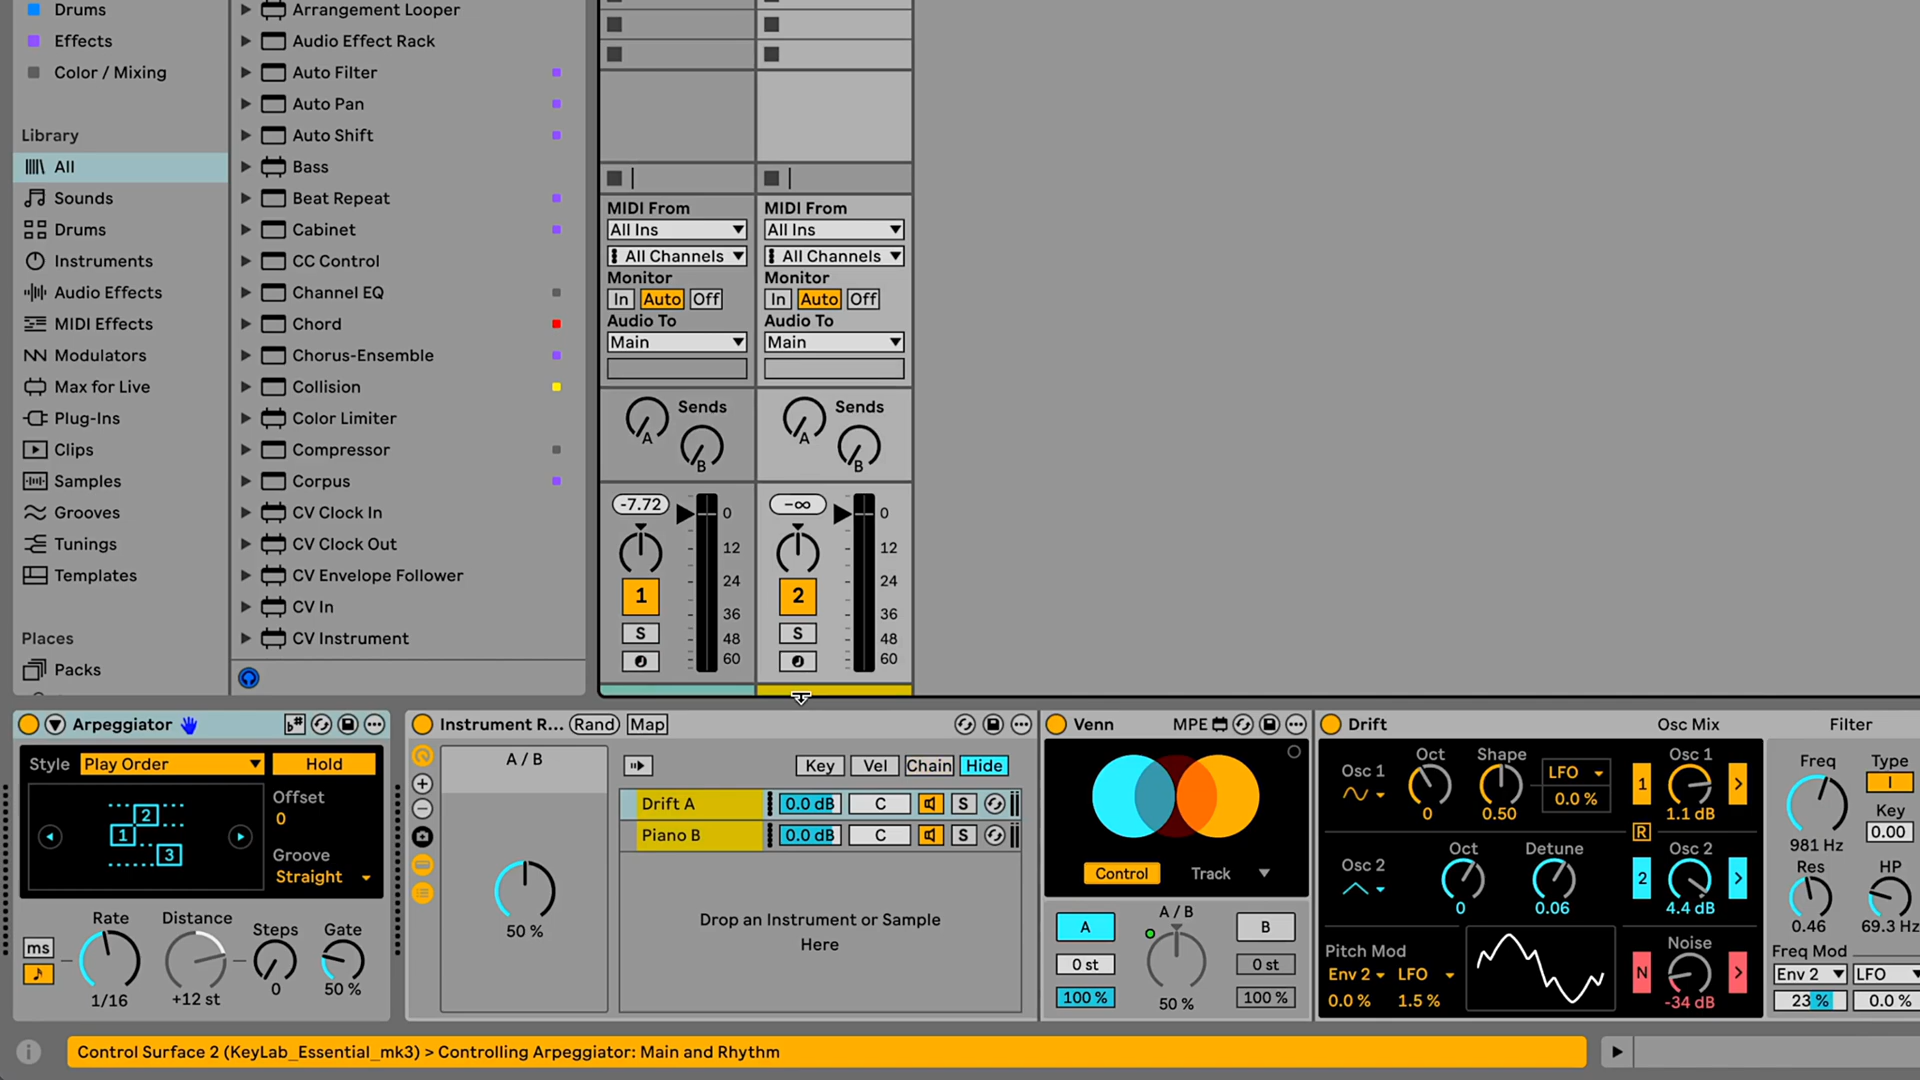 Drums
Effects
Color / Mixing
Library
All
Sounds
Drums
Instruments
Audio Effects
MIDI Effects
Modulators
Max for Live
Plug-Ins
Clips
Samples
Grooves
Tunings
Templates
Places
Packs
Arrangement Looper
Audio Effect Rack
Auto Filter
Auto Pan
Auto Shift
Bass
Beat Repeat
Cabinet
CC Control
Channel EQ
Chord
Chorus-Ensemble
Collision
Color Limiter
Compressor
Corpus
CV Clock In
CV Clock Out
CV Envelope Follower
CV In
CV Instrument
MIDI From
All Ins
All Channels
Monitor
In Auto Off
Audio To
Main
Sends
A
B
-7.72
0
12
24
36
48
60
1
S
MIDI From
All Ins
All Channels
Monitor
In Auto Off
Audio To
Main
Sends
A
B
-∞
0
12
24
36
48
60
2
S
Arpeggiator
Style Play Order Hold
Offset
0
1 2 3
Groove
Straight
Rate Distance Steps Gate
ms
1/16 +12 st 0 50 %
Instrument R... Rand Map
A / B
50 %
Key Vel Chain Hide
Drift A 0.0 dB C S
Piano B 0.0 dB C S
Drop an Instrument or Sample
Here
Venn MPE
Control Track
A / B
A B
0 st 0 st
100 % 50 % 100 %
Drift Osc Mix Filter
Osc 1 Oct Shape LFO 0.0 %
0 0.50
1 Osc 1 1.1 dB
R
Osc 2 Oct Detune
0 0.06
2 Osc 2 4.4 dB
Pitch Mod
Env 2 LFO
0.0 % 1.5 %
N Noise -34 dB
Freq Type
I
Key
0.00
981 Hz
Res HP
0.46 69.3 Hz
Freq Mod
Env 2 LFO
23 % 0.0 %
Control Surface 2 (KeyLab_Essential_mk3) > Controlling Arpeggiator: Main and Rhythm